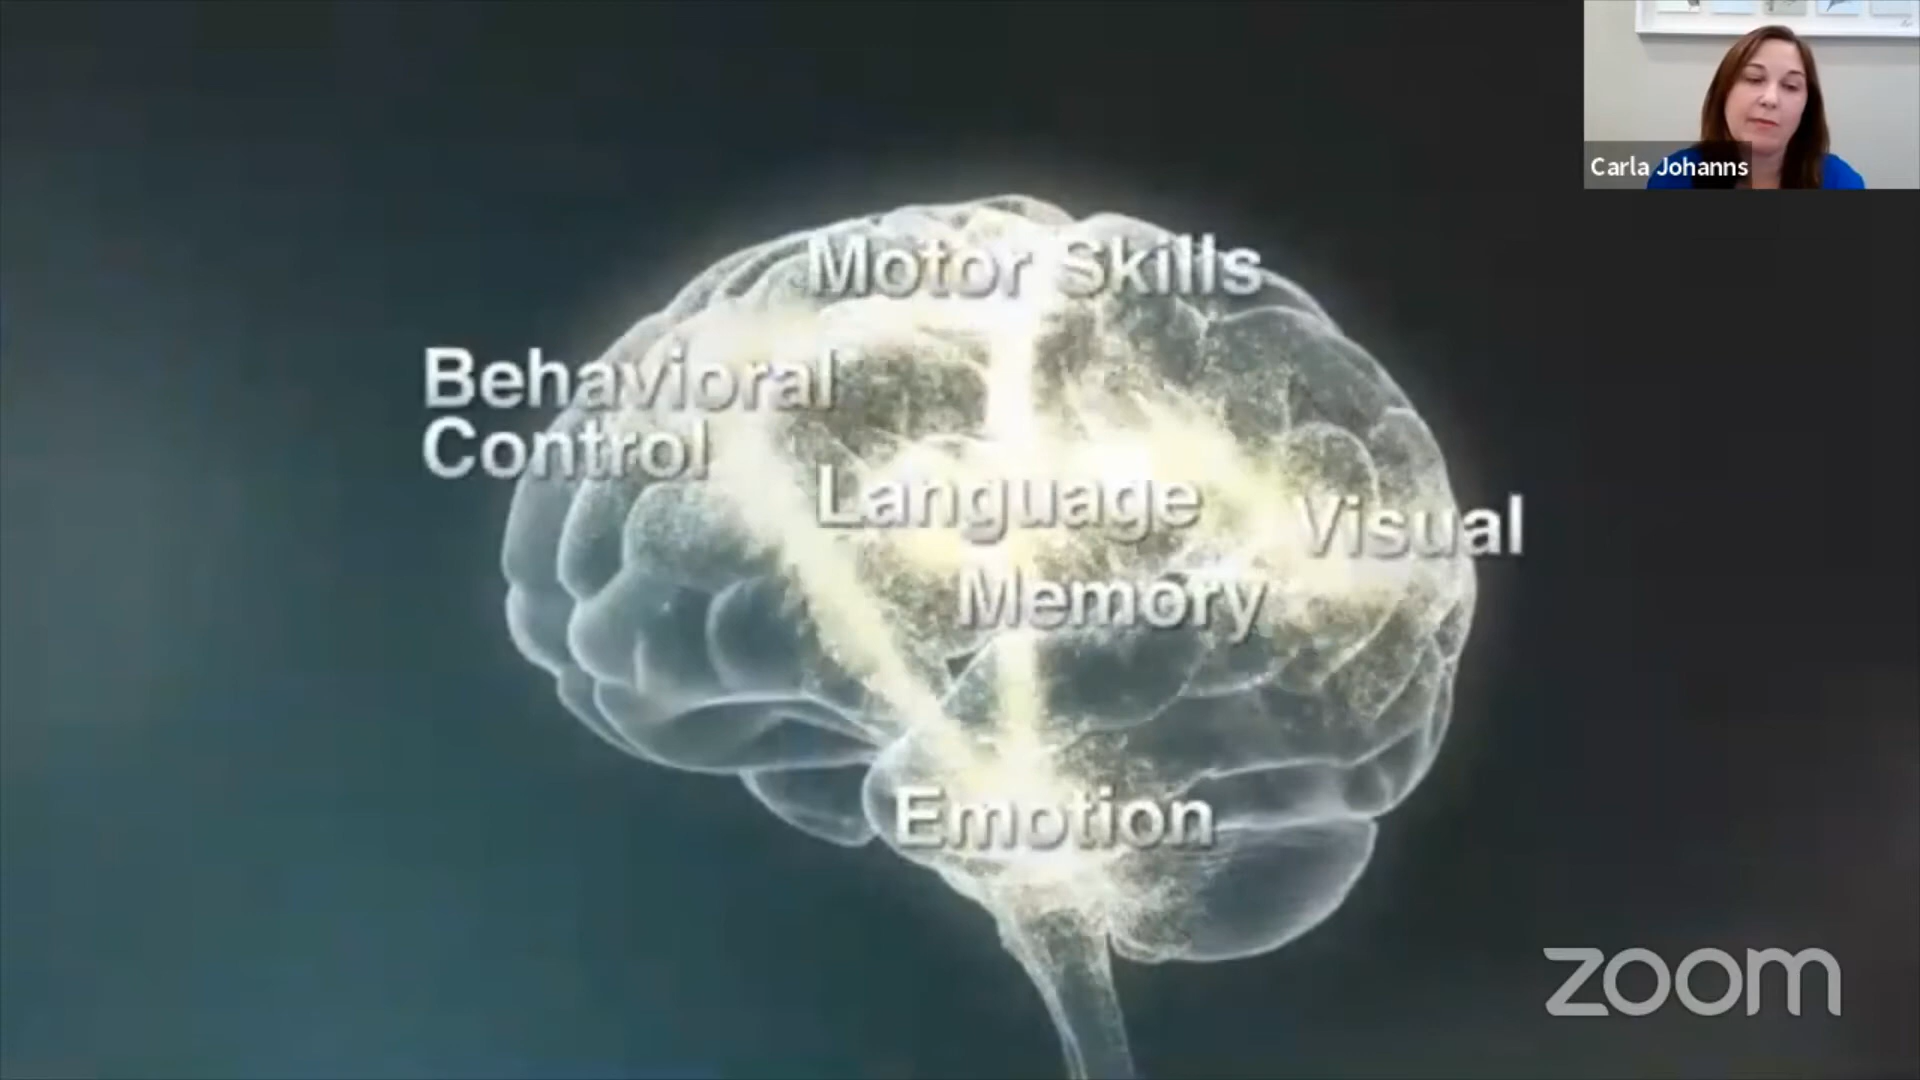 Carla Johanns
Motor Skills
Behavioral
Control
Language
Visual
Memory
Emotion
zoom